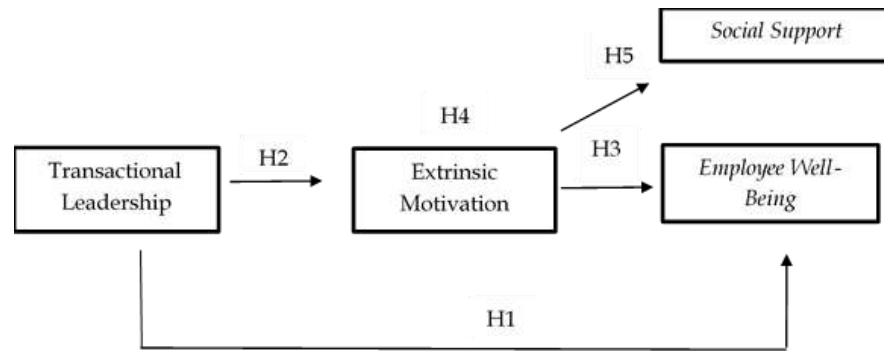 Social Support
H5
H4
H2
H3
Transactional
Leadership
Extrinsic
Motivation
Employee Well-
Being
H1